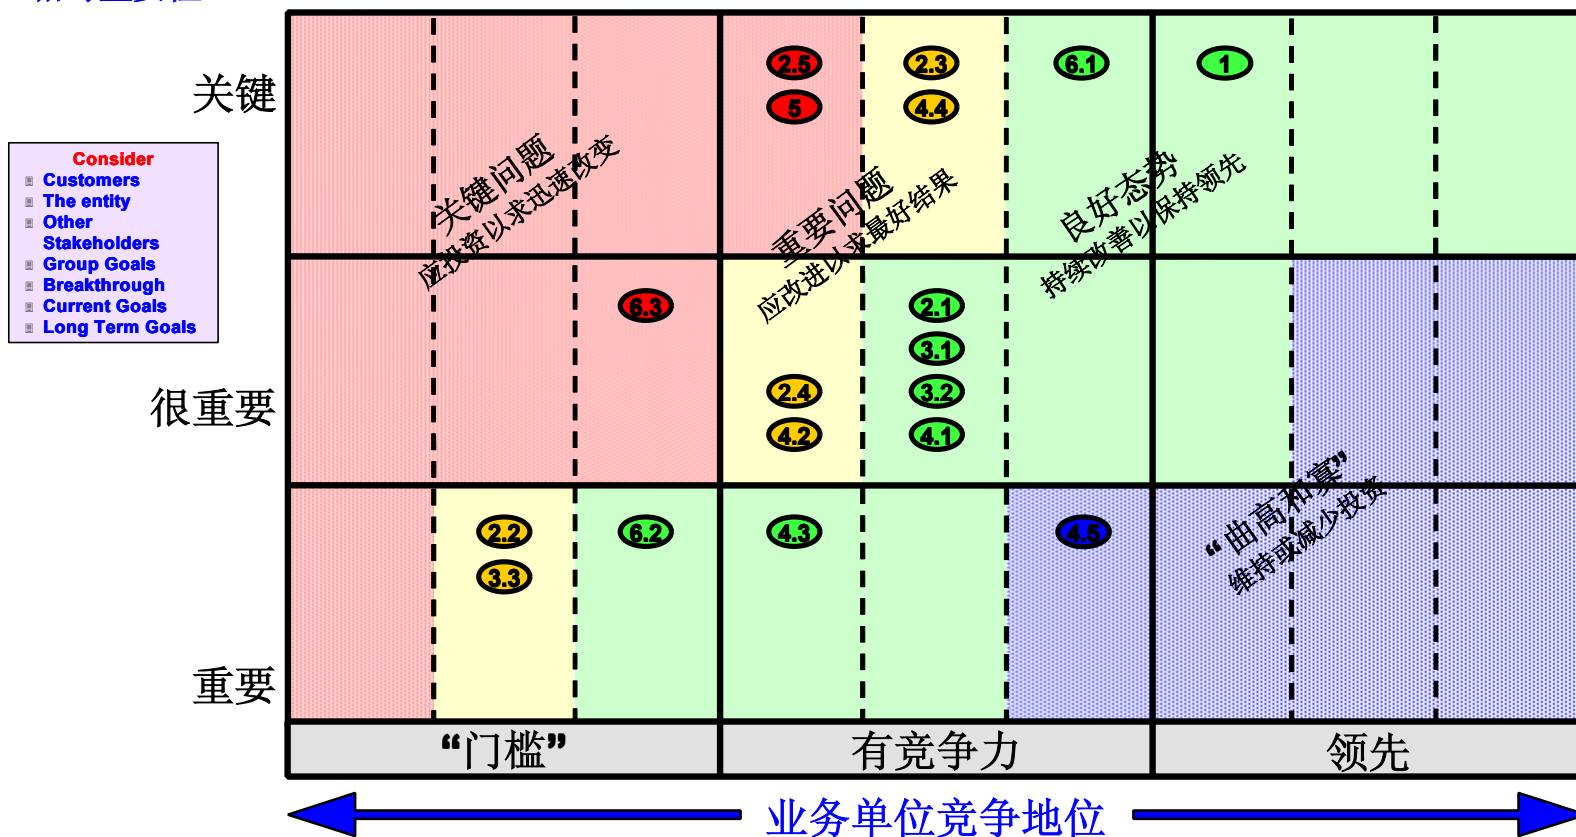 关键
2.5
2.3
6.1
1
5
4.4
Consider
Customers
The entity
Other
Stakeholders
Group Goals
Breakthrough
Current Goals
Long Term Goals
关键问题
应投资以求迅速改变
重要问题
应改进以求最好结果
良好态势
持续改善以保持领先
很重要
6.3
2.1
3.1
2.4
3.2
4.2
4.1
“曲高和寡”
维持或减少投资
重要
2.2
6.2
4.3
4.5
3.3
“门槛”
有竞争力
领先
业务单位竞争地位